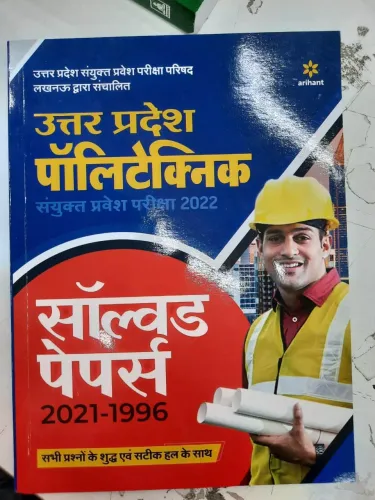 उत्तर प्रदेश संयुक्त प्रवेश परीक्षा परिषद
लखनऊ द्वारा संचालित
arihant
उत्तर प्रदेश
पॉलिटेक्निक
संयुक्त प्रवेश परीक्षा 2022
सॉल्वड
पेपर्स
2021-1996
सभी प्रश्नों के शुद्ध एवं सटीक हल के साथ